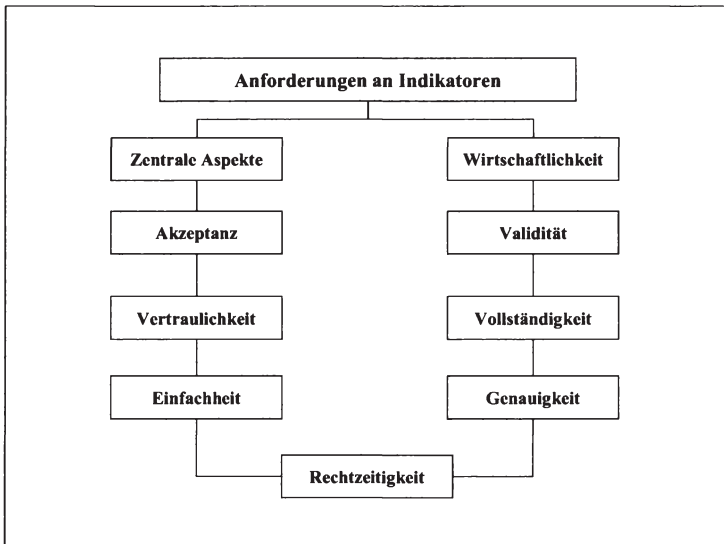 Anforderungen an Indikatoren
Zentrale Aspekte
Wirtschaftlichkeit
Akzeptanz
Validität
Vertraulichkeit
Vollständigkeit
Einfachheit
Genauigkeit
Rechtzeitigkeit